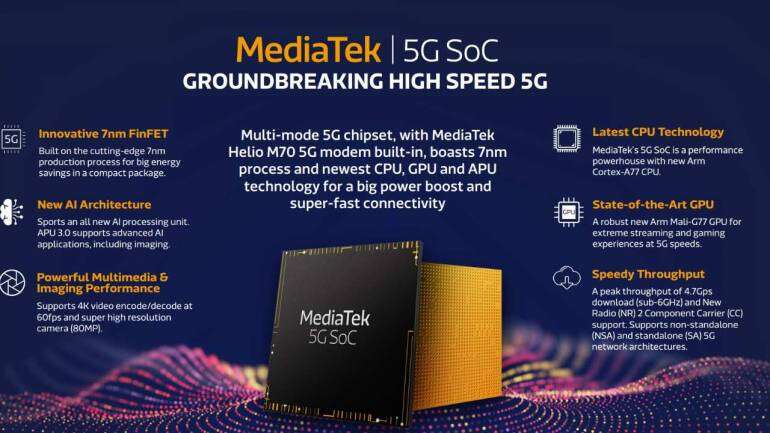 MediaTek | 5G SoC
GROUNDBREAKING HIGH SPEED 5G
5G
Innovative 7nm FinFET
Built on the cutting-edge 7nm
production process for big energy
savings in a compact package.
New AI Architecture
Sports an all new AI processing unit.
APU 3.0 supports advanced AI
applications, including imaging.
Powerful Multimedia &
Imaging Performance
Supports 4K video encode/decode at
60fps and super high resolution
camera (80MP).
Multi-mode 5G chipset, with MediaTek
Helio M70 5G modem built-in, boasts 7nm
process and newest CPU, GPU and APU
technology for a big power boost and
super-fast connectivity
MediaTek
5G SoC
Latest CPU Technology
MediaTek's 5G SoC is a performance
powerhouse with new Arm
Cortex-A77 CPU.
GPU
State-of-the-Art GPU
A robust new Arm Mali-G77 GPU for
extreme streaming and gaming
experiences at 5G speeds.
Speedy Throughput
A peak throughput of 4.7Gps
download (sub-6GHz) and New
Radio (NR) 2 Component Carrier (CC)
support. Supports non-standalone
(NSA) and standalone (SA) 5G
network architectures.